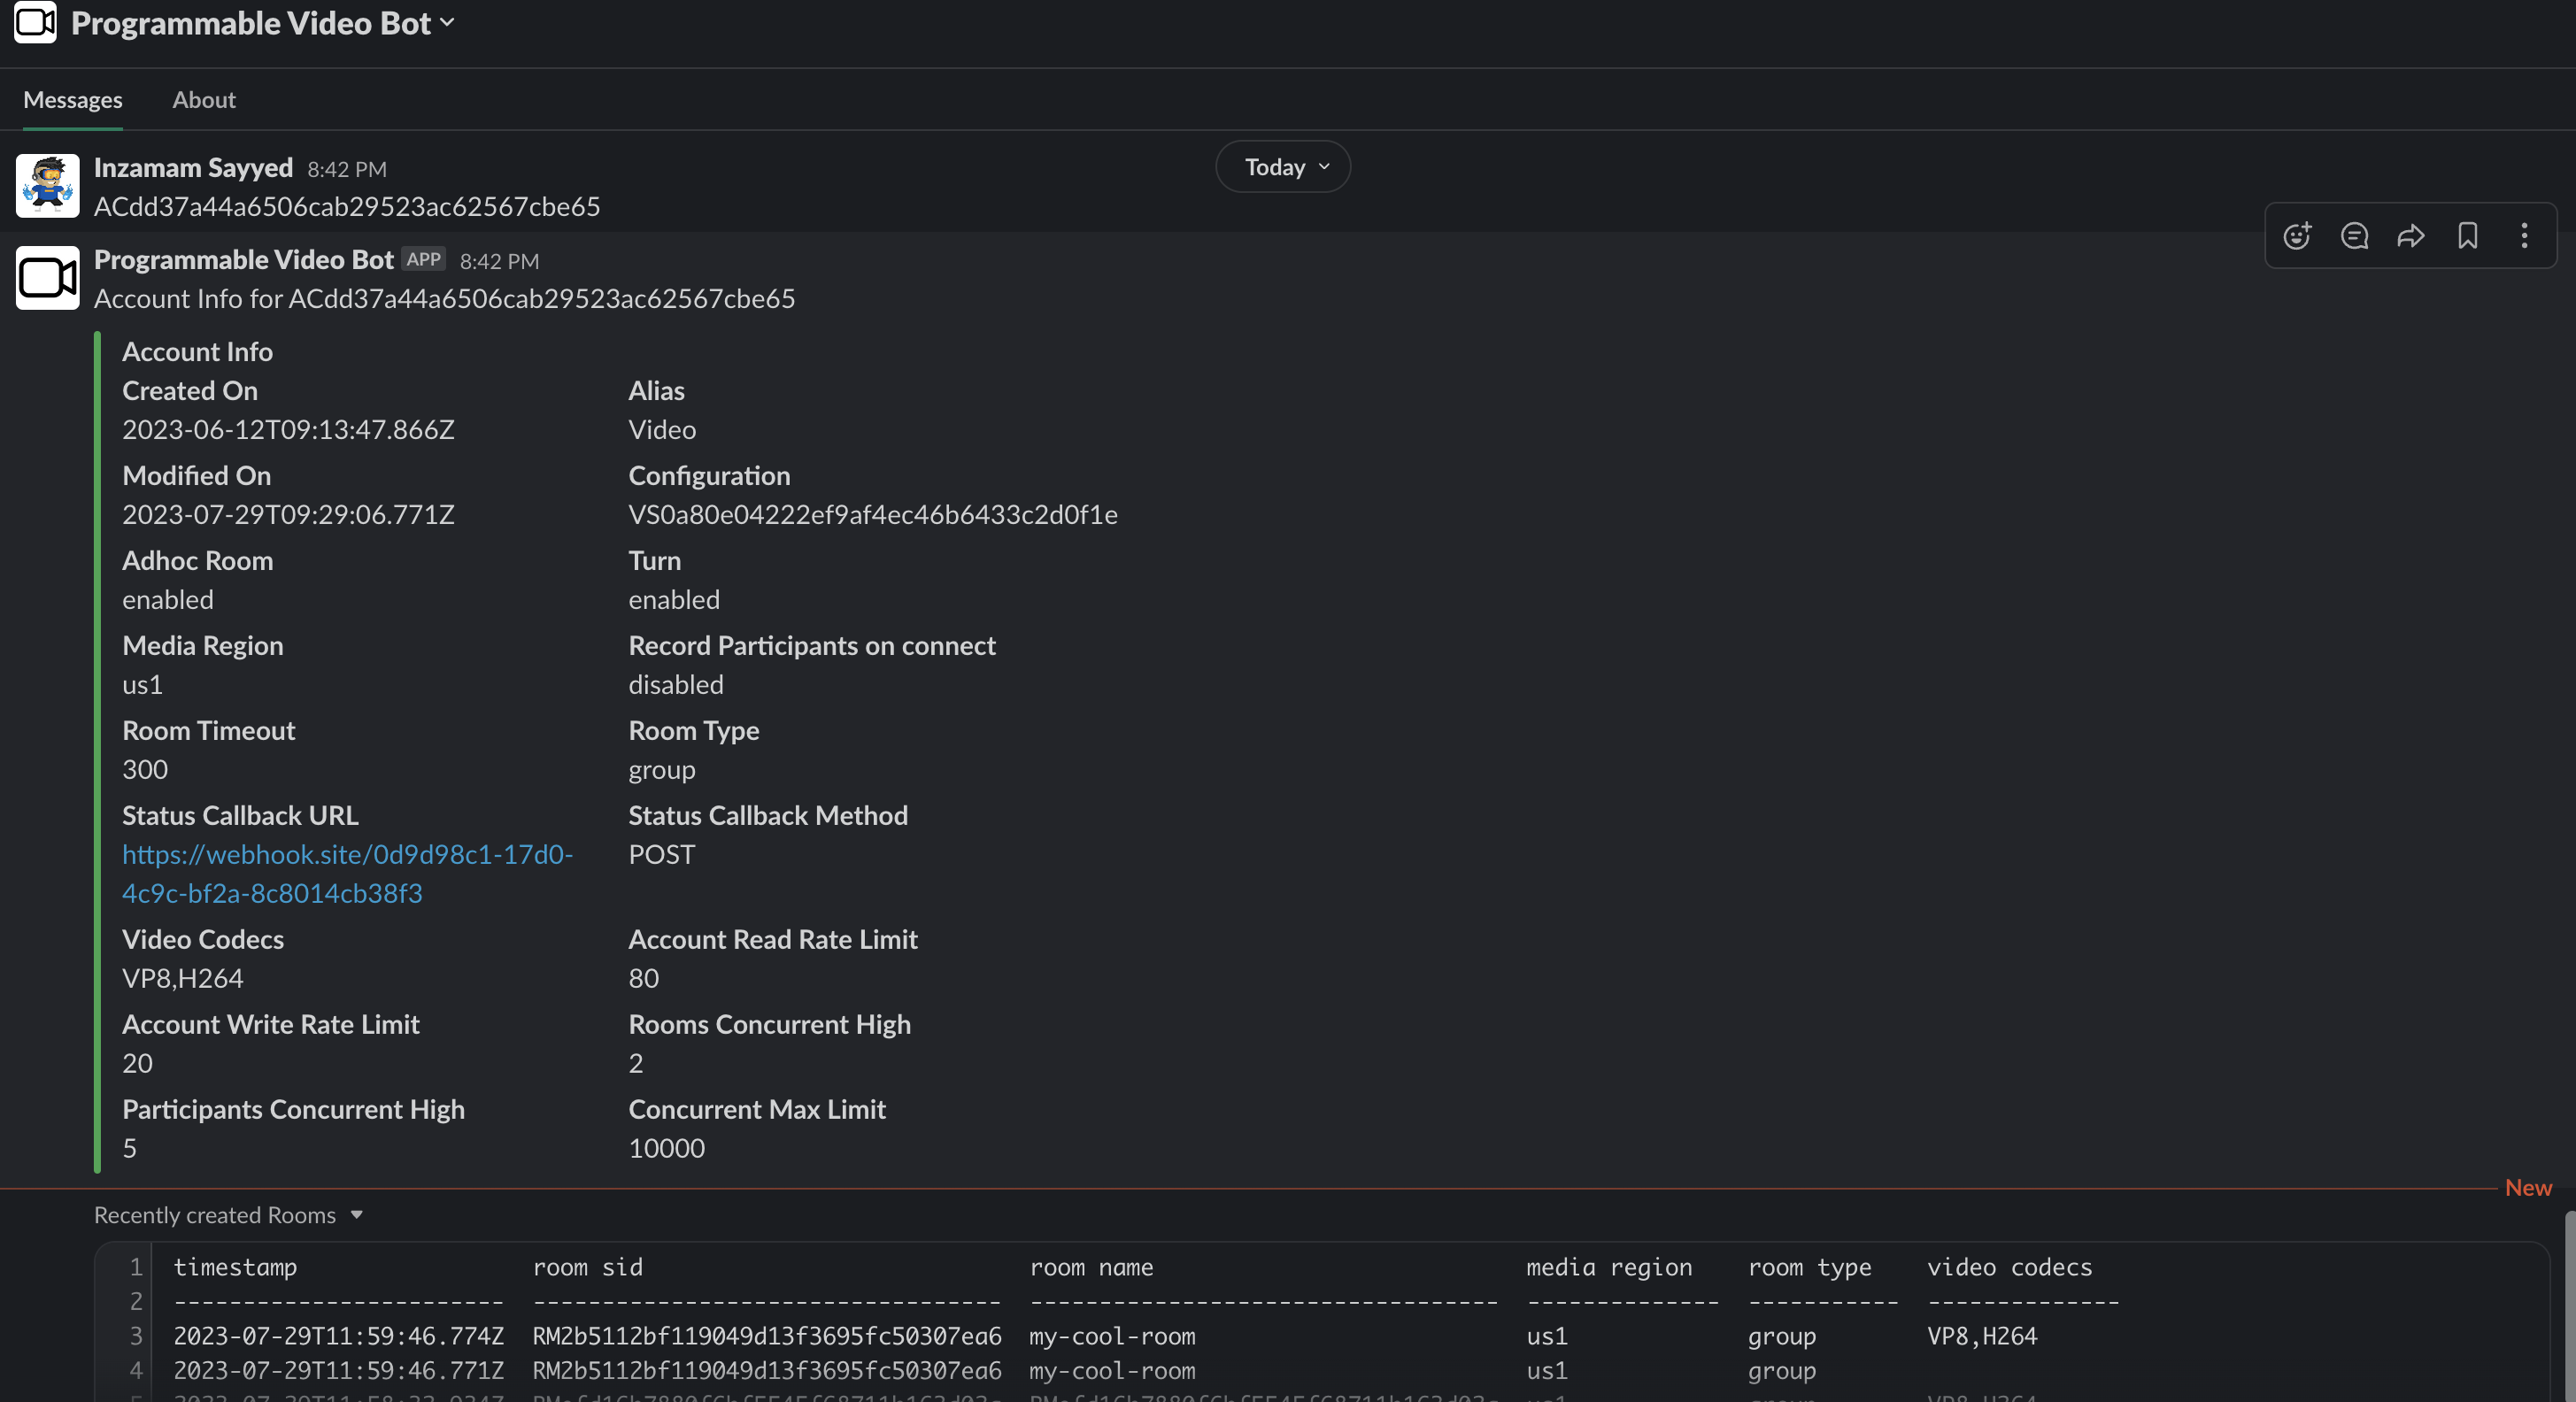 Programmable Video Bot
Messages About
Today
Inzamam Sayyed 8:42 PM
ACdd37a44a6506cab29523ac62567cbe65
Programmable Video Bot APP 8:42 PM
Account Info for ACdd37a44a6506cab29523ac62567cbe65
Account Info
Created On Alias
2023-06-12T09:13:47.866Z Video
Modified On Configuration
2023-07-29T09:29:06.771Z VS0a80e04222ef9af4ec46b6433c2d0f1e
Adhoc Room Turn
enabled enabled
Media Region Record Participants on connect
us1 disabled
Room Timeout Room Type
300 group
Status Callback URL Status Callback Method
https://webhook.site/0d9d98c1-17d0- POST
4c9c-bf2a-8c8014cb38f3
Video Codecs Account Read Rate Limit
VP8,H264 80
Account Write Rate Limit Rooms Concurrent High
20 2
Participants Concurrent High Concurrent Max Limit
5 10000
New
Recently created Rooms
1 timestamp room sid room name media region room type video codecs
2 ------------------------ ---------------------------------- ---------------------------------- -------------- ----------- --------------
3 2023-07-29T11:59:46.774Z RM2b5112bf119049d13f3695fc50307ea6 my-cool-room us1 group VP8,H264
4 2023-07-29T11:59:46.771Z RM2b5112bf119049d13f3695fc50307ea6 my-cool-room us1 group